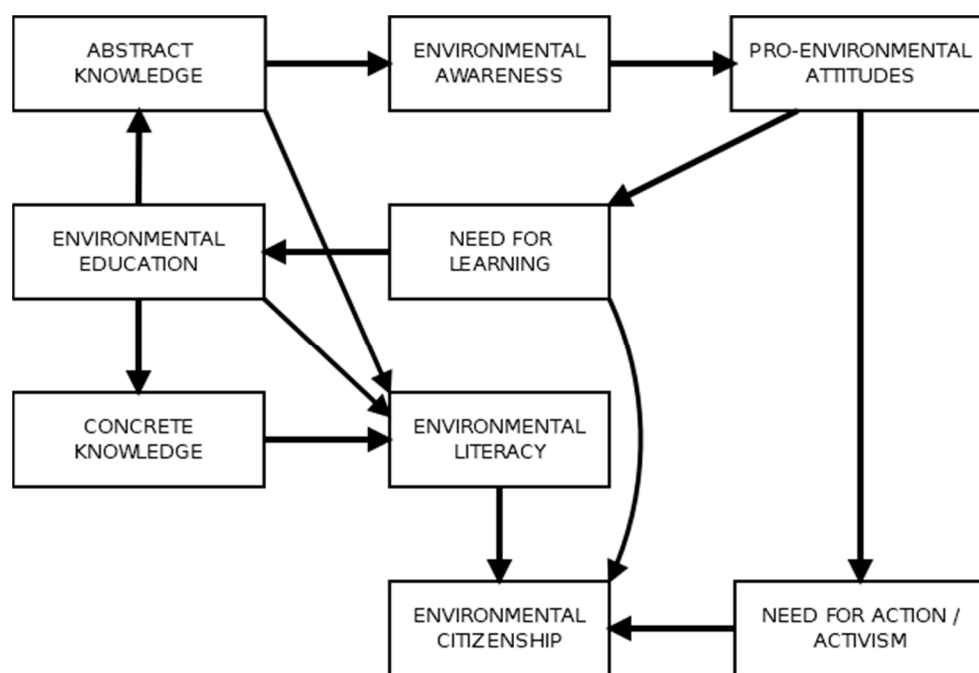 ABSTRACT
KNOWLEDGE
ENVIRONMENTAL
AWARENESS
PRO-ENVIRONMENTAL
ATTITUDES
ENVIRONMENTAL
EDUCATION
NEED FOR
LEARNING
CONCRETE
KNOWLEDGE
ENVIRONMENTAL
LITERACY
ENVIRONMENTAL
CITIZENSHIP
NEED FOR ACTION /
ACTIVISM